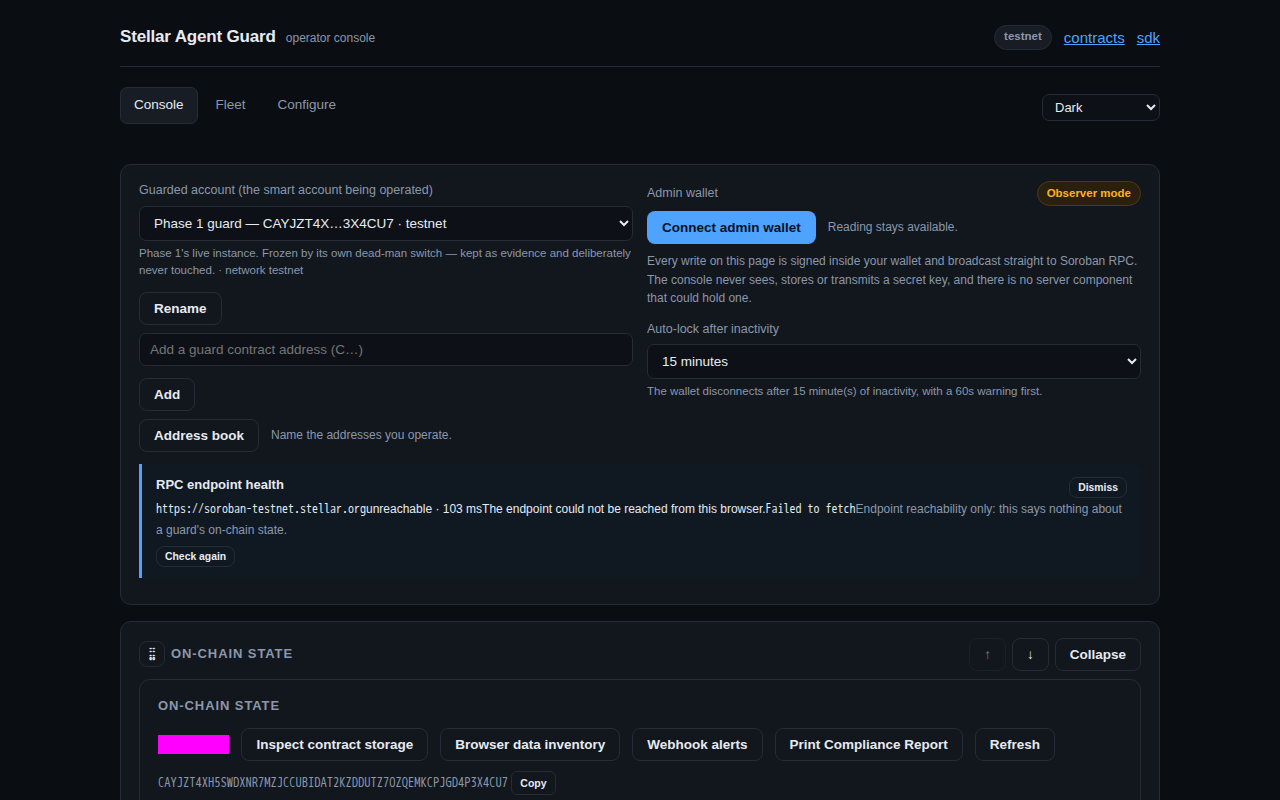 Stellar Agent Guard operator console
testnet contracts sdk
Console Fleet Configure
Dark
Guarded account (the smart account being operated)
Phase 1 guard — CAYJZT4X…3X4CU7 · testnet
Phase 1's live instance. Frozen by its own dead-man switch — kept as evidence and deliberately
never touched. · network testnet
Rename
Add a guard contract address (C…)
Add
Address book Name the addresses you operate.
Admin wallet
Observer mode
Connect admin wallet Reading stays available.
Every write on this page is signed inside your wallet and broadcast straight to Soroban RPC.
The console never sees, stores or transmits a secret key, and there is no server component
that could hold one.
Auto-lock after inactivity
15 minutes
The wallet disconnects after 15 minute(s) of inactivity, with a 60s warning first.
RPC endpoint health
Dismiss
https://soroban-testnet.stellar.orgunreachable · 103 msThe endpoint could not be reached from this browser.Failed to fetchEndpoint reachability only: this says nothing about
a guard's on-chain state.
Check again
ON-CHAIN STATE
↑ ↓ Collapse
ON-CHAIN STATE
Inspect contract storage Browser data inventory Webhook alerts Print Compliance Report Refresh
CAYJZT4XH5SWDXNR7MZJCCUBIDAT2KZDDUTZ7OZQEMKCPJGD4P3X4CU7 Copy